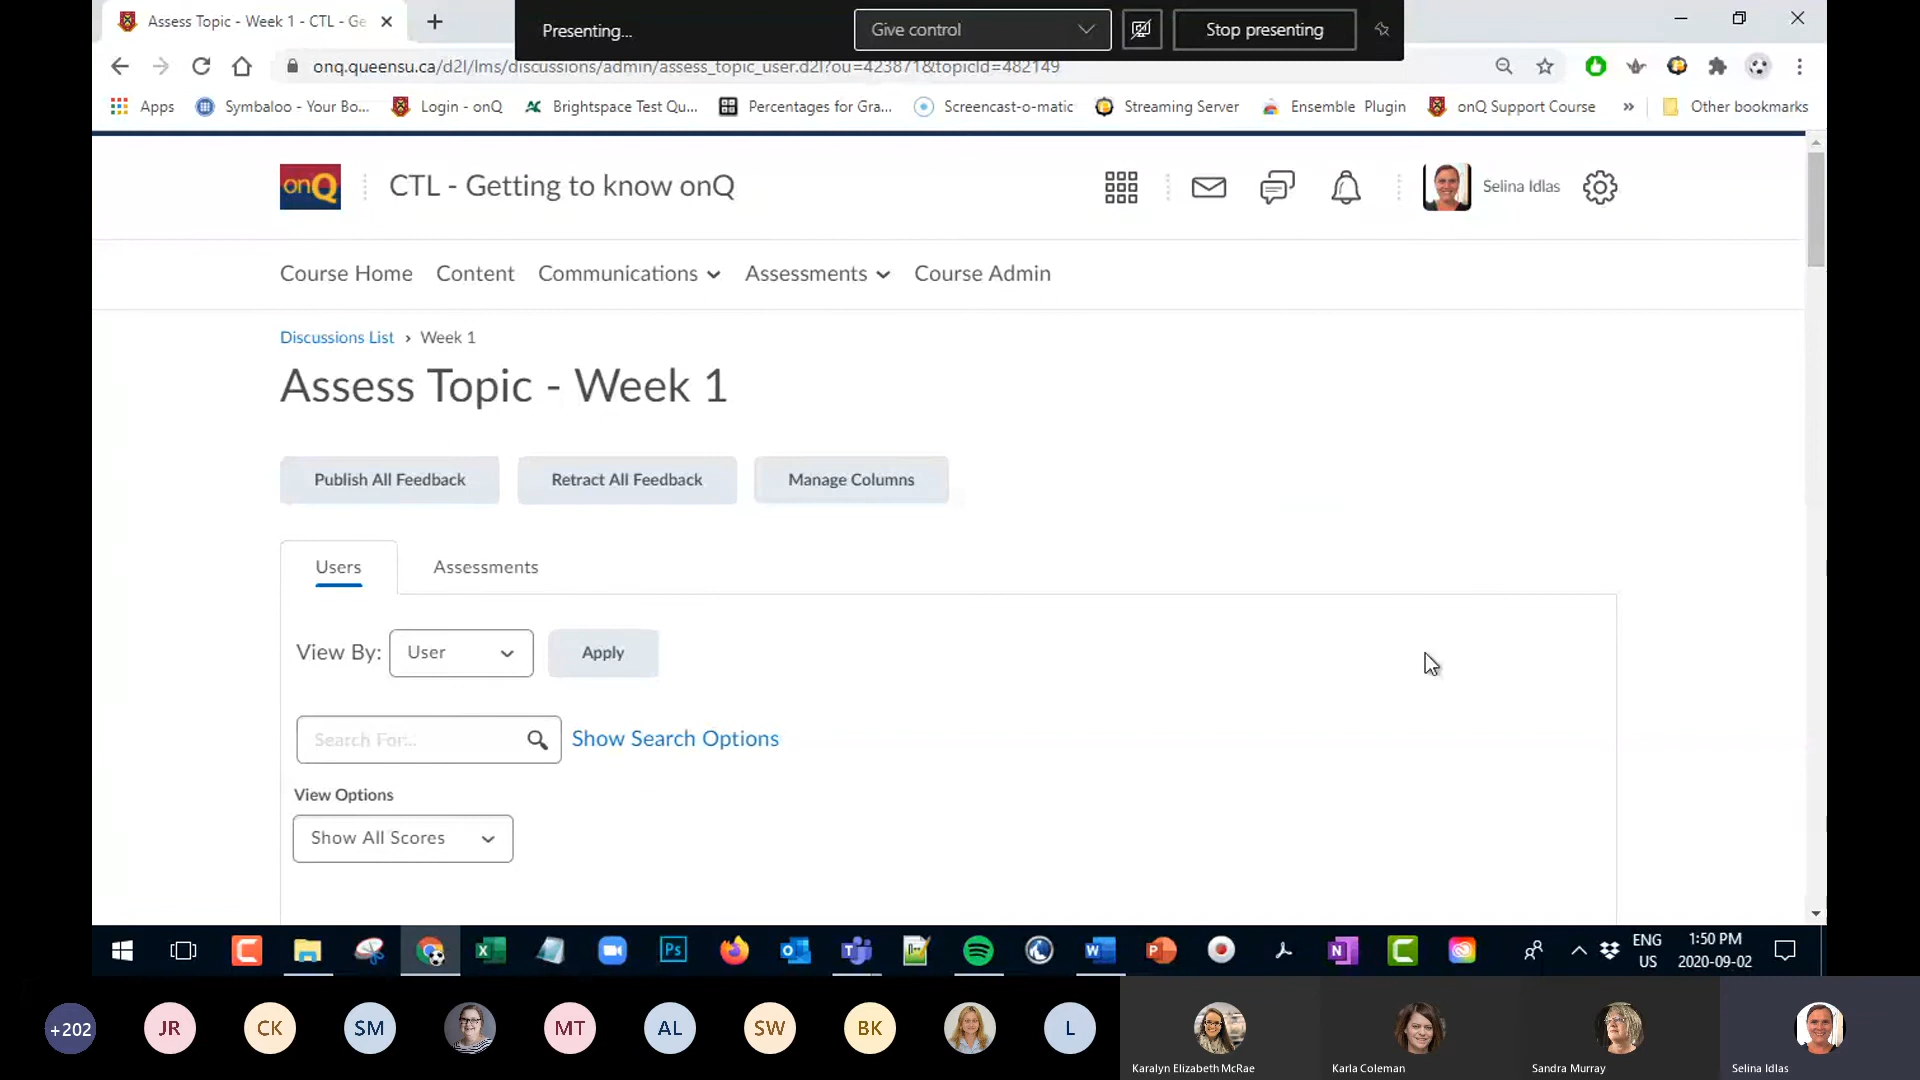 Assess Topic - Week 1 - CTL - Ge
Presenting...
Give control
Stop presenting
onq.queensu.ca/d2l/lms/discussions/admin/assess_topic_user.d2l?ou=423871&topicId=482149
Apps
Symbaloo - Your Bo...
Login - onQ
Brightspace Test Qu...
Percentages for Gra...
Screencast-o-matic
Streaming Server
Ensemble Plugin
onQ Support Course
»
Other bookmarks
onQ
CTL - Getting to know onQ
Selina Idlas
Course Home
Content
Communications
Assessments
Course Admin
Discussions List › Week 1
Assess Topic - Week 1
Publish All Feedback
Retract All Feedback
Manage Columns
Users
Assessments
View By:
User
Apply
Search For...
Show Search Options
View Options
Show All Scores
ENG
US
1:50 PM
2020-09-02
+202
JR
CK
SM
MT
AL
SW
BK
L
Karalyn Elizabeth McRae
Karla Coleman
Sandra Murray
Selina Idlas